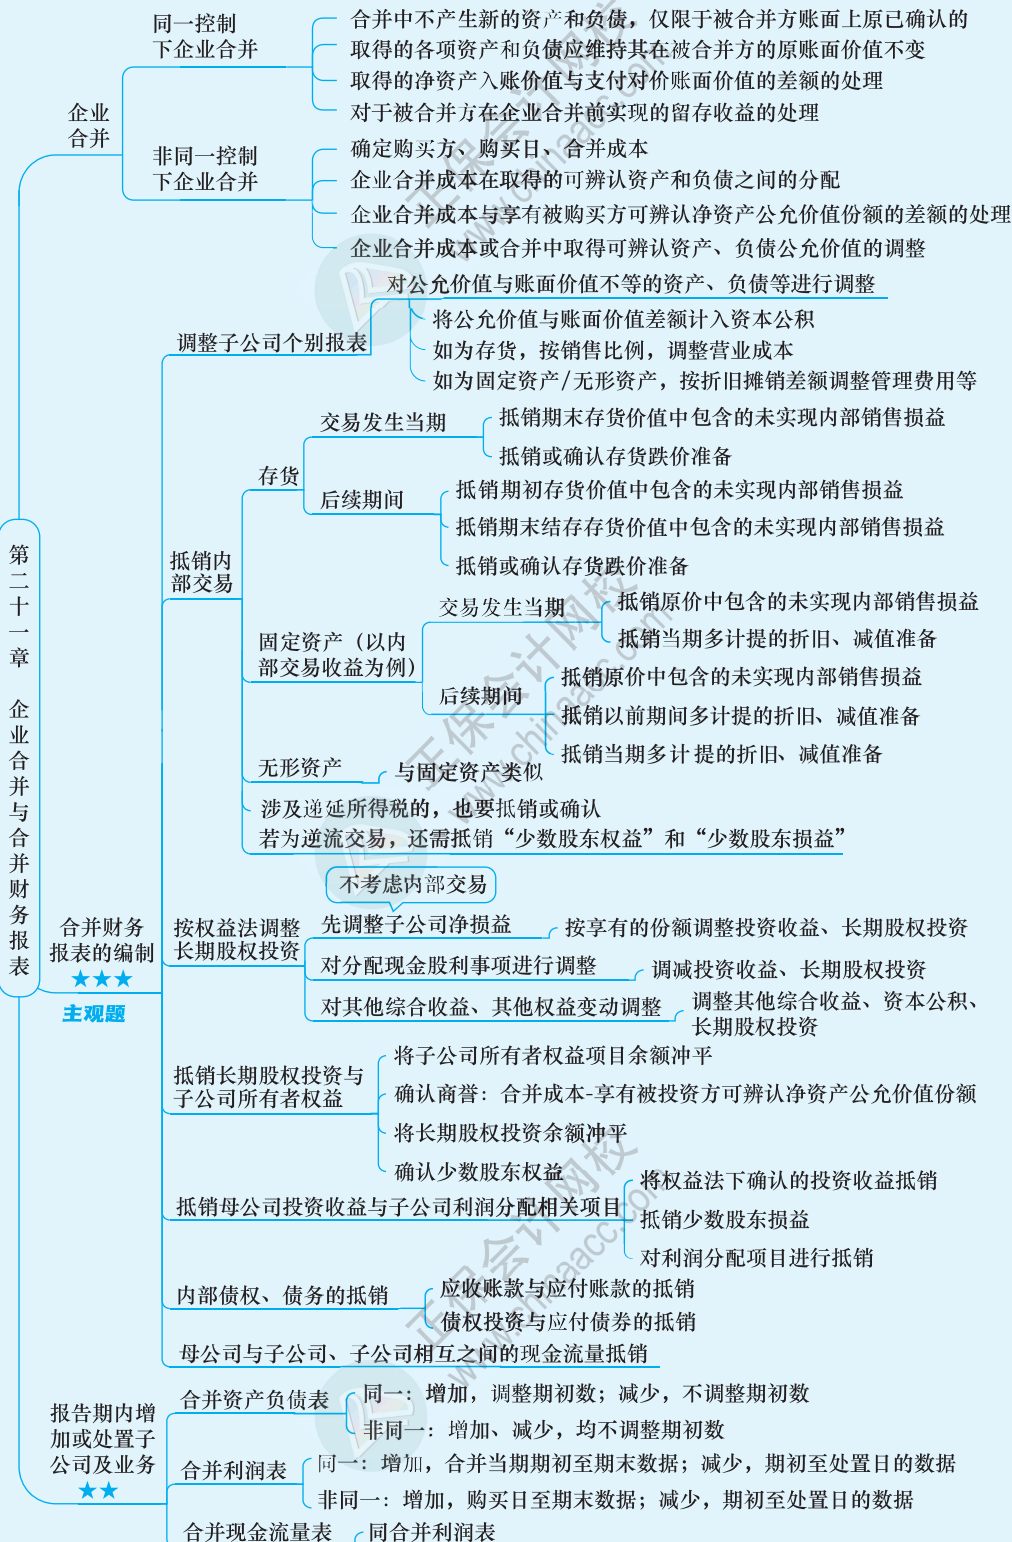 第二十一章 企业合并与合并财务报表
企业
合并
同一控制
下企业合并
合并中不产生新的资产和负债，仅限于被合并方账面上原已确认的
取得的各项资产和负债应维持其在被合并方的原账面价值不变
取得的净资产入账价值与支付对价账面价值的差额的处理
对于被合并方在企业合并前实现的留存收益的处理
非同一控制
下企业合并
确定购买方、购买日、合并成本
企业合并成本在取得的可辨认资产和负债之间的分配
企业合并成本与享有被购买方可辨认净资产公允价值份额的差额的处理
企业合并成本或合并中取得可辨认资产、负债公允价值的调整
合并财务
报表的编制
★★★
主观题
调整子公司个别报表
对公允价值与账面价值不等的资产、负债等进行调整
将公允价值与账面价值差额计入资本公积
如为存货，按销售比例，调整营业成本
如为固定资产/无形资产，按折旧摊销差额调整管理费用等
抵销内
部交易
存货
交易发生当期
抵销期末存货价值中包含的未实现内部销售损益
抵销或确认存货跌价准备
后续期间
抵销期初存货价值中包含的未实现内部销售损益
抵销期末结存存货价值中包含的未实现内部销售损益
抵销或确认存货跌价准备
固定资产（以内
部交易收益为例）
交易发生当期
抵销原价中包含的未实现内部销售损益
抵销当期多计提的折旧、减值准备
后续期间
抵销原价中包含的未实现内部销售损益
抵销以前期间多计提的折旧、减值准备
抵销当期多计提的折旧、减值准备
无形资产
与固定资产类似
涉及递延所得税的，也要抵销或确认
若为逆流交易，还需抵销“少数股东权益”和“少数股东损益”
按权益法调整
长期股权投资
不考虑内部交易
先调整子公司净损益
按享有的份额调整投资收益、长期股权投资
对分配现金股利事项进行调整
调减投资收益、长期股权投资
对其他综合收益、其他权益变动调整
调整其他综合收益、资本公积、
长期股权投资
抵销长期股权投资与
子公司所有者权益
将子公司所有者权益项目余额冲平
确认商誉：合并成本-享有被投资方可辨认净资产公允价值份额
将长期股权投资余额冲平
确认少数股东权益
抵销母公司投资收益与子公司利润分配相关项目
将权益法下确认的投资收益抵销
抵销少数股东损益
对利润分配项目进行抵销
内部债权、债务的抵销
应收账款与应付账款的抵销
债权投资与应付债券的抵销
母公司与子公司、子公司相互之间的现金流量抵销
报告期内增
加或处置子
公司及业务
★★
合并资产负债表
同一：增加，调整期初数；减少，不调整期初数
非同一：增加、减少，均不调整期初数
合并利润表
同一：增加，合并当期期初至期末数据；减少，期初至处置日的数据
非同一：增加，购买日至期末数据；减少，期初至处置日的数据
合并现金流量表
同合并利润表
正保会计网校
www.chinaacc.com
正保会计网校
www.chinaacc.com
正保会计网校
www.chinaacc.com